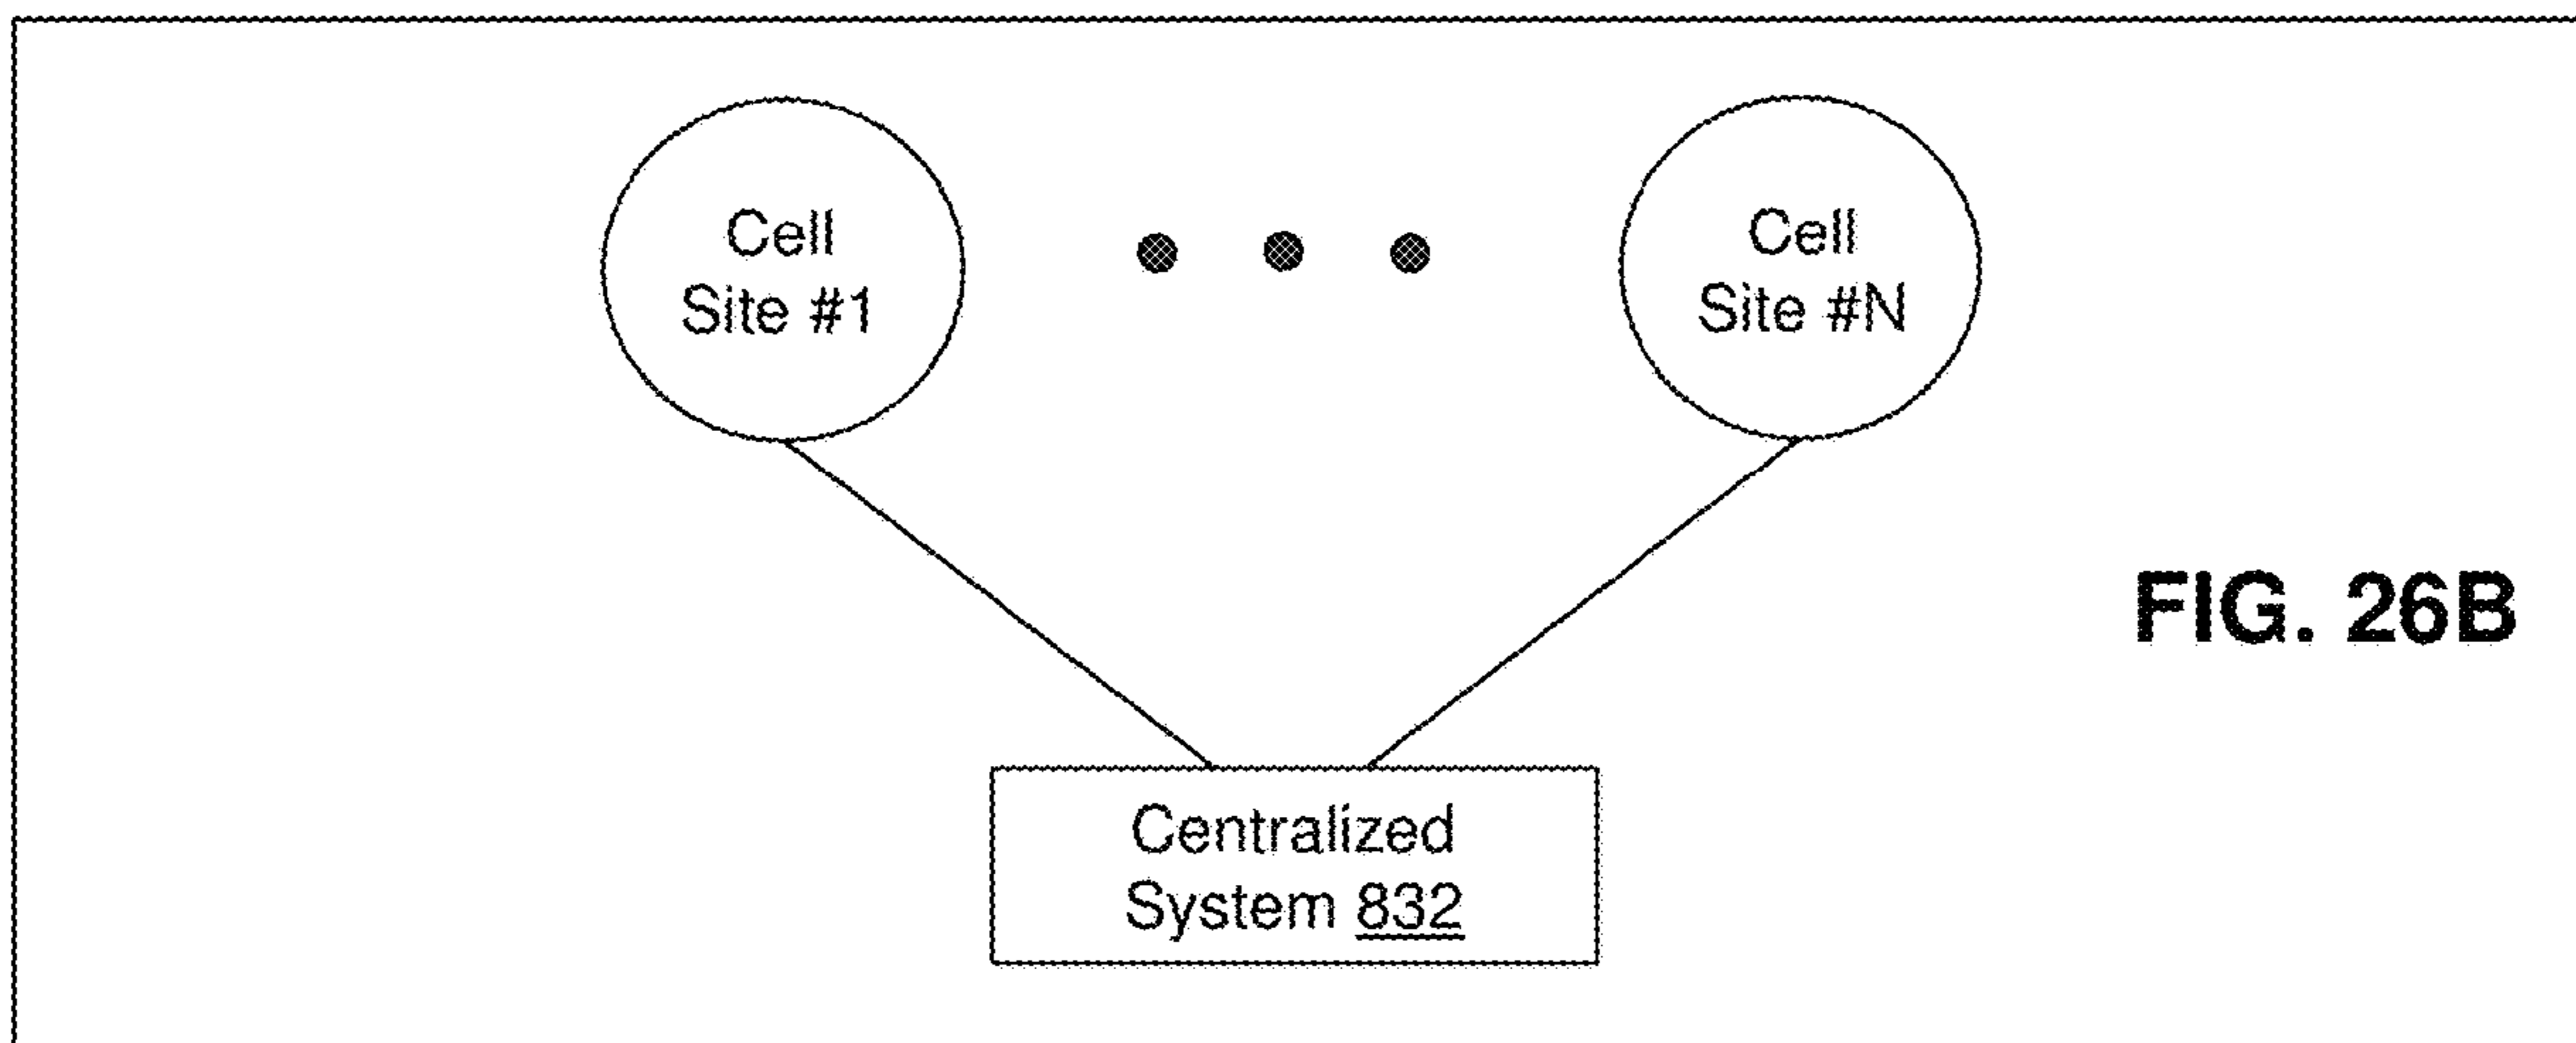 Cell
Site #1
Cell
Site #N
FIG. 26B
Centralized
System 832